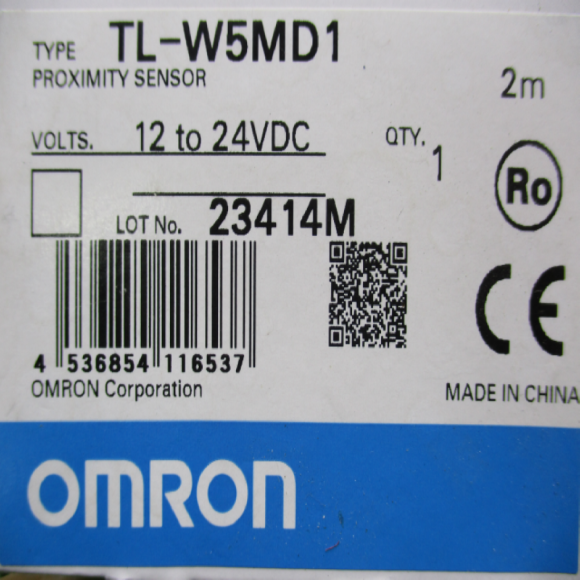 TYPE TL-W5MD1
PROXIMITY SENSOR 2m
VOLTS. 12 to 24VDC QTY. 1
Ro
LOT No. 23414M
CE
4 536854 116537
OMRON Corporation MADE IN CHINA
OMRON